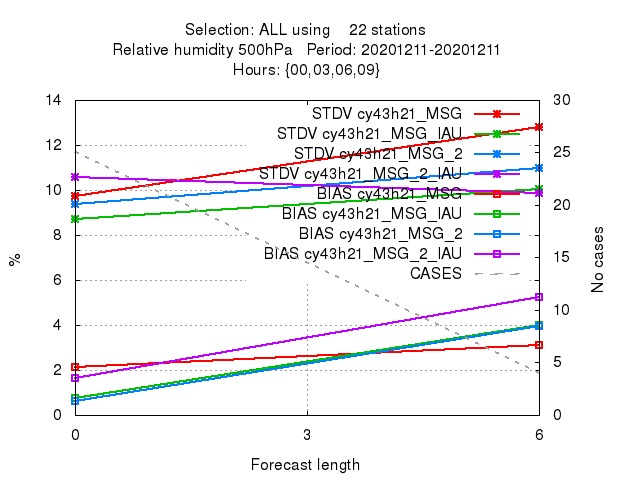 Selection: ALL using    22 stations
Relative humidity 500hPa   Period: 20201211-20201211
Hours: {00,03,06,09}
14
12
10
8
6
4
2
0
%
30
25
20
15
10
5
0
No cases
STDV cy43h21_MSG
STDV cy43h21_MSG_IAU
STDV cy43h21_MSG_2
STDV cy43h21_MSG_2_IAU
BIAS cy43h21_MSG
BIAS cy43h21_MSG_IAU
BIAS cy43h21_MSG_2
BIAS cy43h21_MSG_2_IAU
CASES
0 3 6
Forecast length